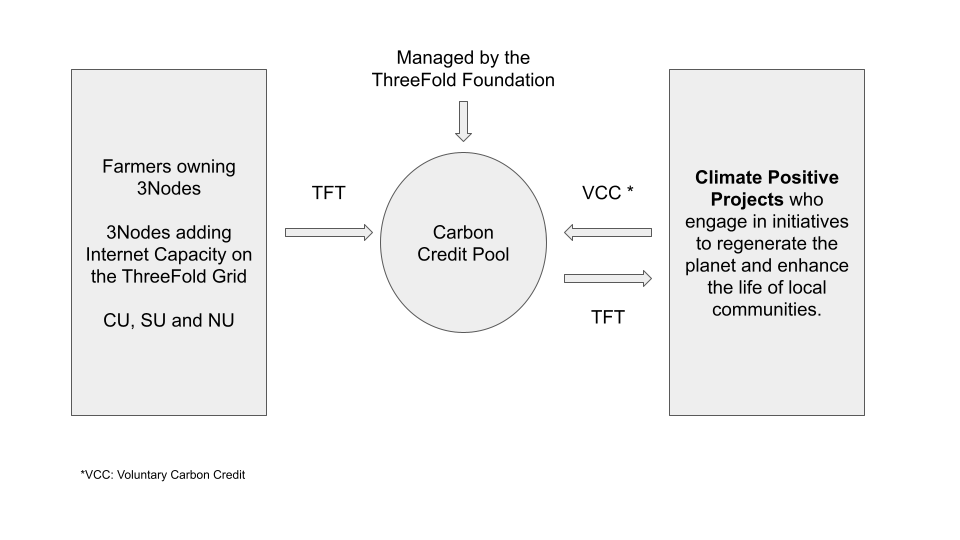 Managed by the
ThreeFold Foundation
Farmers owning
3Nodes
3Nodes adding
Internet Capacity on
the ThreeFold Grid
CU, SU and NU
TFT
Carbon
Credit Pool
VCC *
TFT
Climate Positive
Projects who
engage in initiatives
to regenerate the
planet and enhance
the life of local
communities.
*VCC: Voluntary Carbon Credit